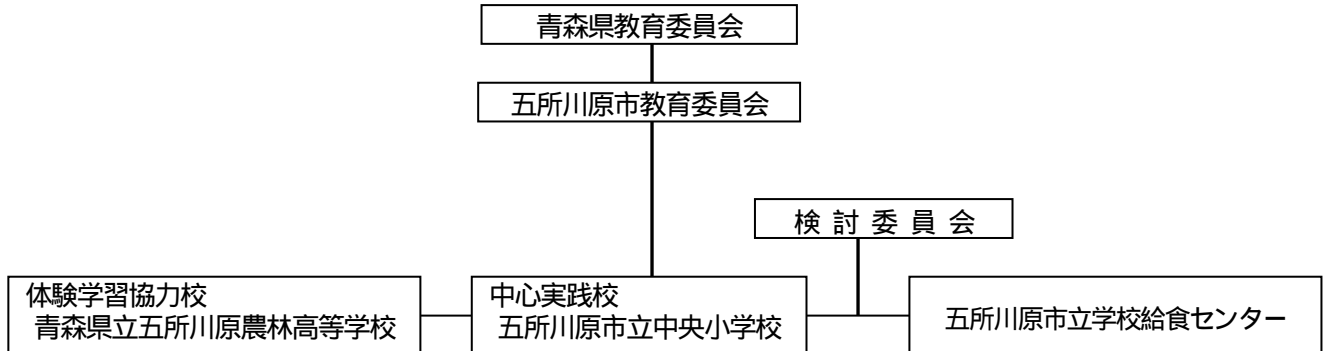 青森県教育委員会
五所川原市教育委員会
検 討 委 員 会
体験学習協力校
青森県立五所川原農林高等学校
中心実践校
五所川原市立中央小学校
五所川原市立学校給食センター